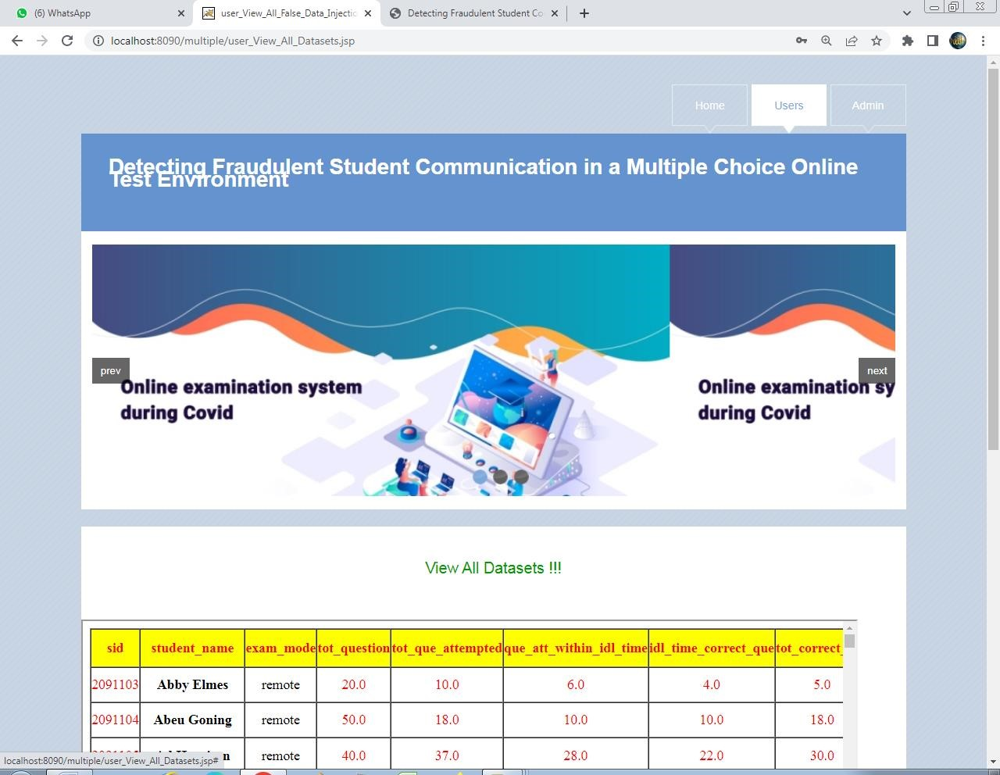 (6) WhatsApp
user_View_All_False_Data_Injectio
Detecting Fraudulent Student Co
localhost:8090/multiple/user_View_All_Datasets.jsp
Home
Users
Admin
Detecting Fraudulent Student Communication in a Multiple Choice Online
Test Environment
prev
next
Online examination system
during Covid
Online examination sy
during Covid
View All Datasets !!!
sid student_name exam_mode tot_question tot_que_attempted que_att_within_idl_time idl_time_correct_que tot_correct_
2091103 Abby Elmes remote 20.0 10.0 6.0 4.0 5.0
2091104 Abeu Goning remote 50.0 18.0 10.0 10.0 18.0
remote 40.0 37.0 28.0 22.0 30.0
localhost:8090/multiple/user_View_All_Datasets.jsp#